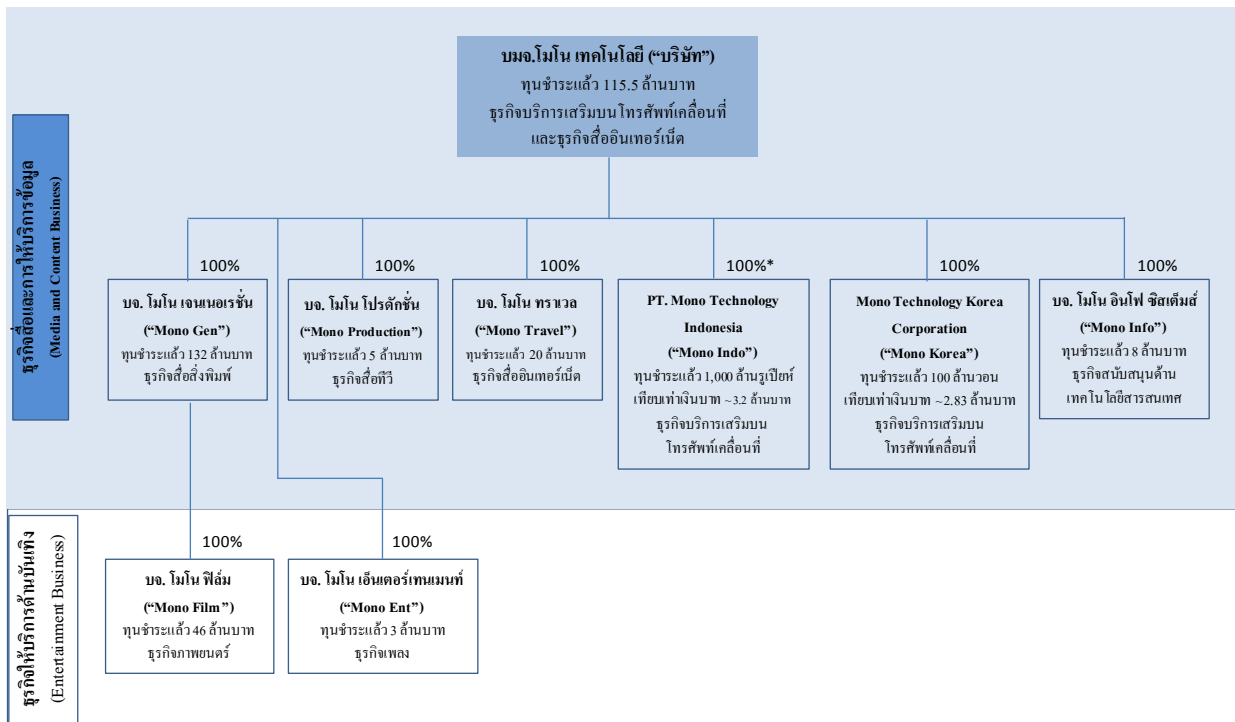 บมจ.โมโน เทคโนโลยี (“บริษัท”)
ทุนชำระแล้ว 115.5 ล้านบาท
ธุรกิจบริการเสริมบนโทรศัพท์เคลื่อนที่
และธุรกิจสื่ออินเทอร์เน็ต
ธุรกิจสื่อและการให้บริการข้อมูล
(Media and Content Business)
100%
บจ. โมโน เจนเนอเรชั่น
(“Mono Gen”)
ทุนชำระแล้ว 132 ล้านบาท
ธุรกิจสื่อสิ่งพิมพ์
100%
บจ. โมโน โปรดักชั่น
(“Mono Production”)
ทุนชำระแล้ว 5 ล้านบาท
ธุรกิจสื่อทีวี
100%
บจ. โมโน ทราเวล
(“Mono Travel”)
ทุนชำระแล้ว 20 ล้านบาท
ธุรกิจสื่ออินเทอร์เน็ต
100%*
PT. Mono Technology
Indonesia
(“Mono Indo”)
ทุนชำระแล้ว 1,000 ล้านรูเปียห์
เทียบเท่าเงินบาท ~3.2 ล้านบาท
ธุรกิจบริการเสริมบน
โทรศัพท์เคลื่อนที่
100%
Mono Technology Korea
Corporation
(“Mono Korea”)
ทุนชำระแล้ว 100 ล้านวอน
เทียบเท่าเงินบาท ~2.83 ล้านบาท
ธุรกิจบริการเสริมบน
โทรศัพท์เคลื่อนที่
100%
บจ. โมโน อินโฟ ซิสเต็มส์
(“Mono Info”)
ทุนชำระแล้ว 8 ล้านบาท
ธุรกิจสนับสนุนด้าน
เทคโนโลยีสารสนเทศ
ธุรกิจให้บริการด้านบันเทิง
(Entertainment Business)
100%
บจ. โมโน ฟิล์ม
(“Mono Film”)
ทุนชำระแล้ว 46 ล้านบาท
ธุรกิจภาพยนตร์
100%
บจ. โมโน เอ็นเตอร์เทนเมนท์
(“Mono Ent”)
ทุนชำระแล้ว 3 ล้านบาท
ธุรกิจเพลง